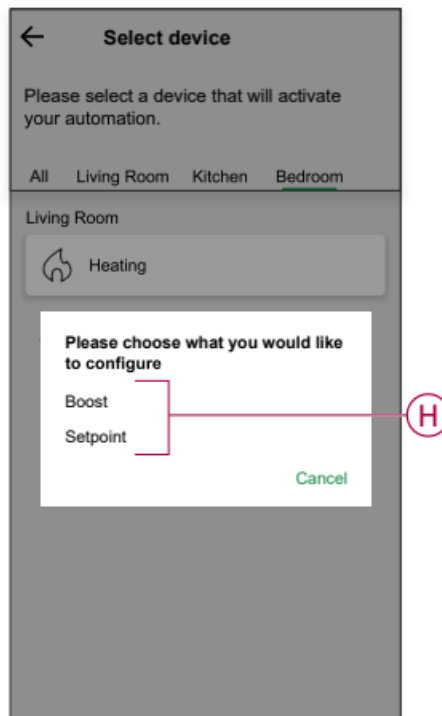 Select device
Please select a device that will activate
your automation.
All Living Room Kitchen Bedroom
Living Room
Heating
Please choose what you would like
to configure
Boost
Setpoint
H
Cancel